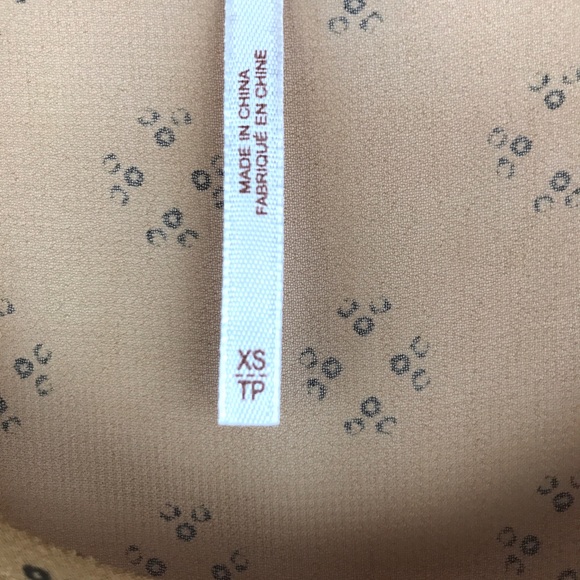 MADE IN CHINA
FABRIQUÉ EN CHINE
XS
TP